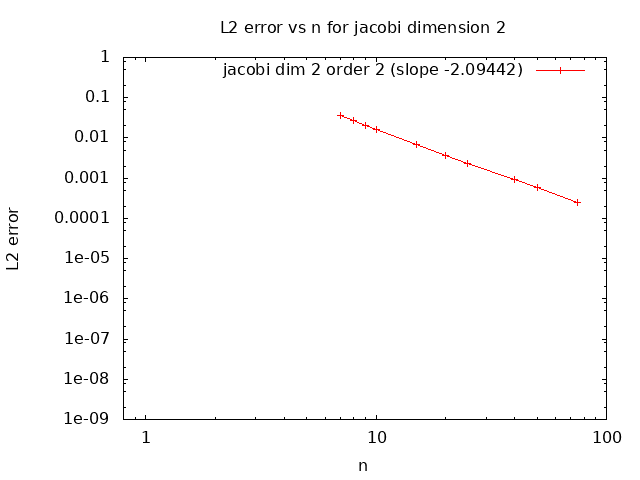 L2 error vs n for jacobi dimension 2
jacobi dim 2 order 2 (slope -2.09442)
1
0.1
0.01
0.001
0.0001
1e-05
1e-06
1e-07
1e-08
1e-09
L2 error
1 10 100
n